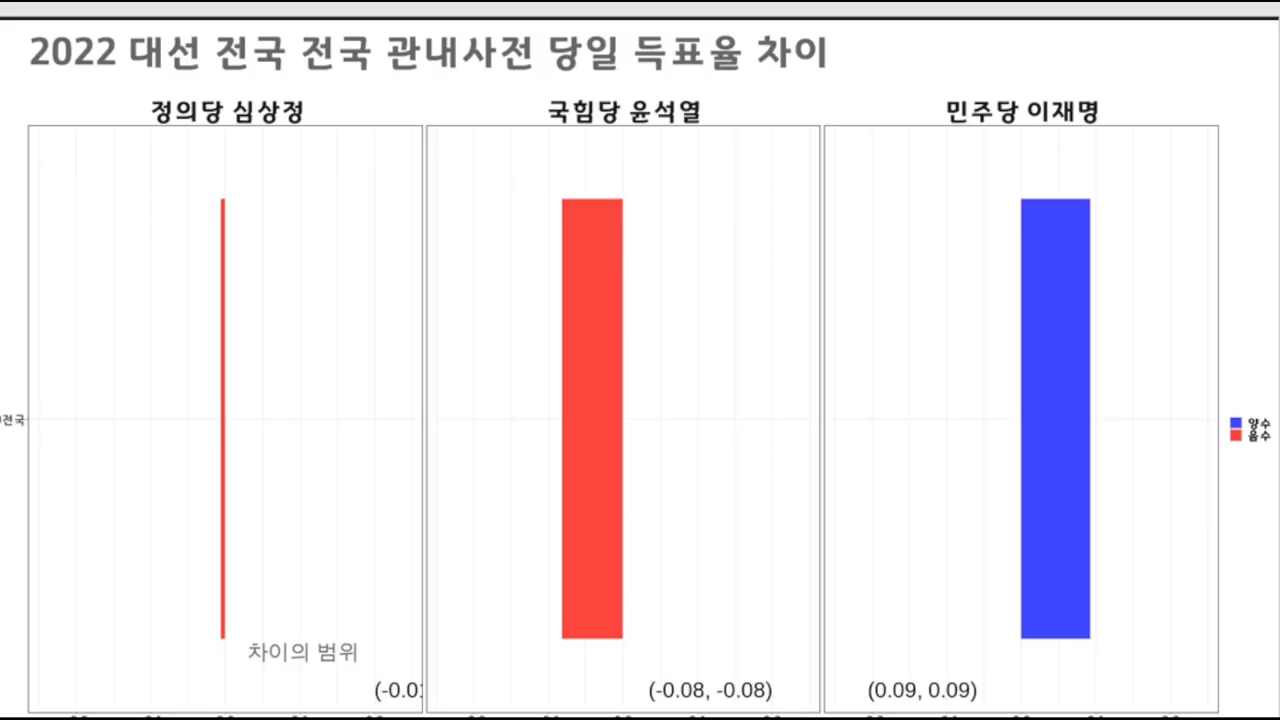 2022 대선 전국 전국 관내사전 당일 득표율 차이
정의당 심상정
국힘당 윤석열
민주당 이재명
전국
양수
음수
차이의 범위
(-0.0
(-0.08, -0.08)
(0.09, 0.09)